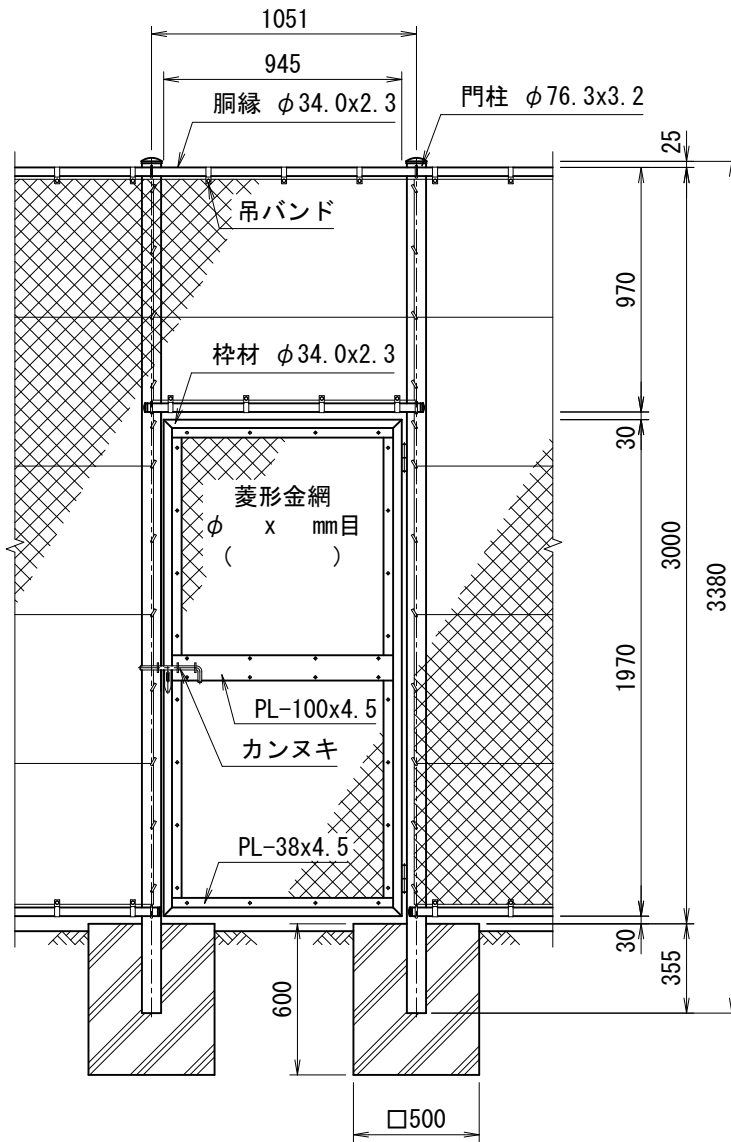 1051
945
胴縁 φ34.0x2.3
門柱 φ76.3x3.2
25
吊バンド
970
枠材 φ34.0x2.3
30
菱形金網
φ　x　mm目
(　　　)
3000
3380
1970
PL-100x4.5
カンヌキ
PL-38x4.5
30
355
600
□500